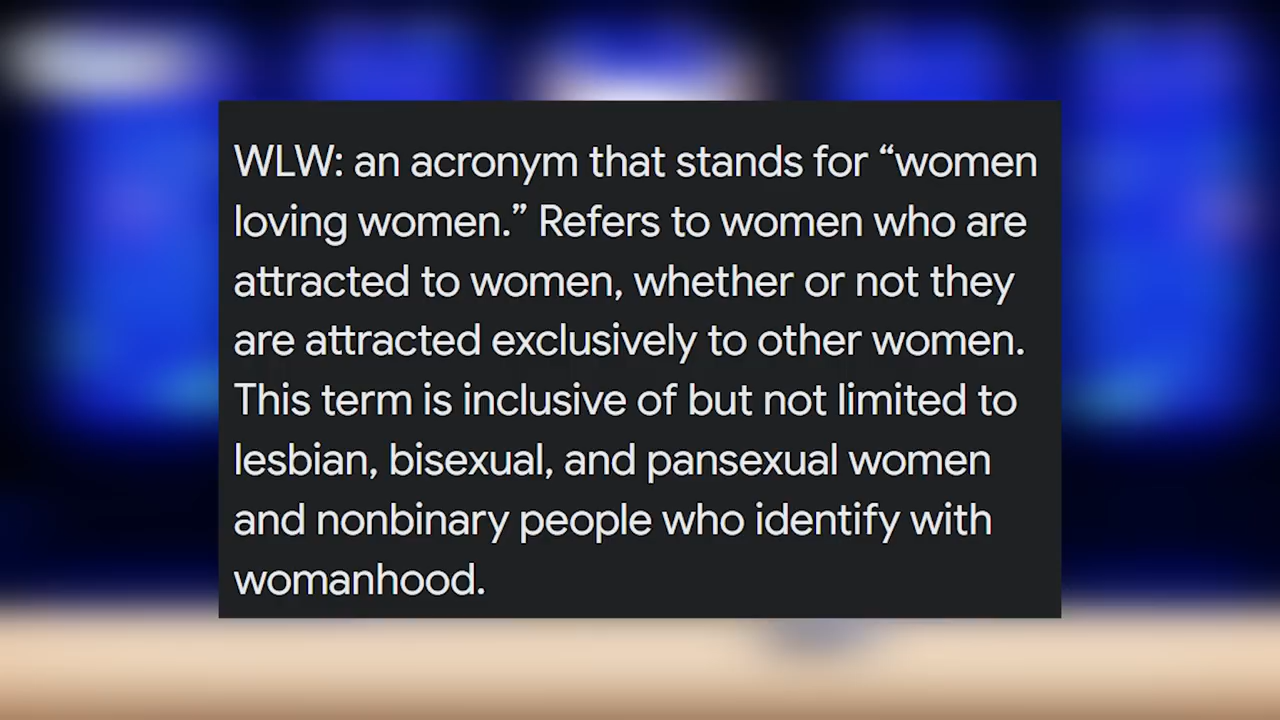 WLW: an acronym that stands for “women
loving women.” Refers to women who are
attracted to women, whether or not they
are attracted exclusively to other women.
This term is inclusive of but not limited to
lesbian, bisexual, and pansexual women
and nonbinary people who identify with
womanhood.